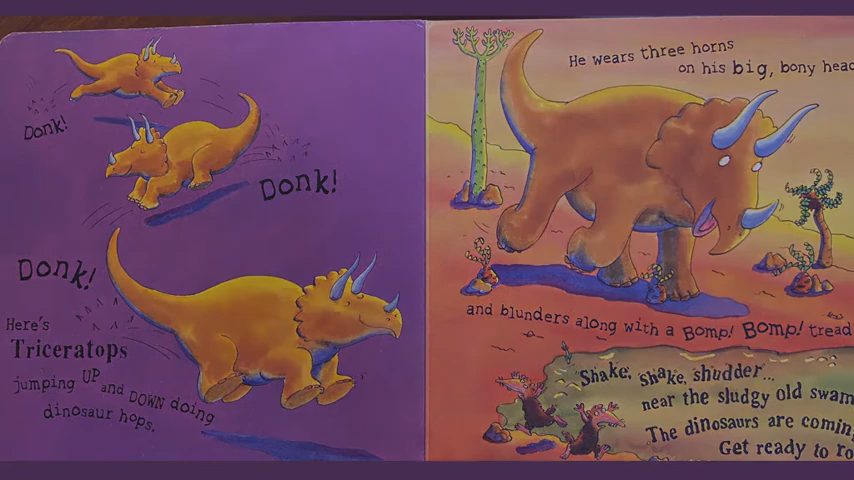 Donk!
Donk!
Donk!
Here's
Triceratops
jumping UP and DOWN doing
dinosaur hops.
He wears three horns
on his big, bony head
and blunders along with a Bomp! Bomp! tread
Shake, shake, shudder...
near the sludgy old swam
The dinosaurs are coming
Get ready to ro